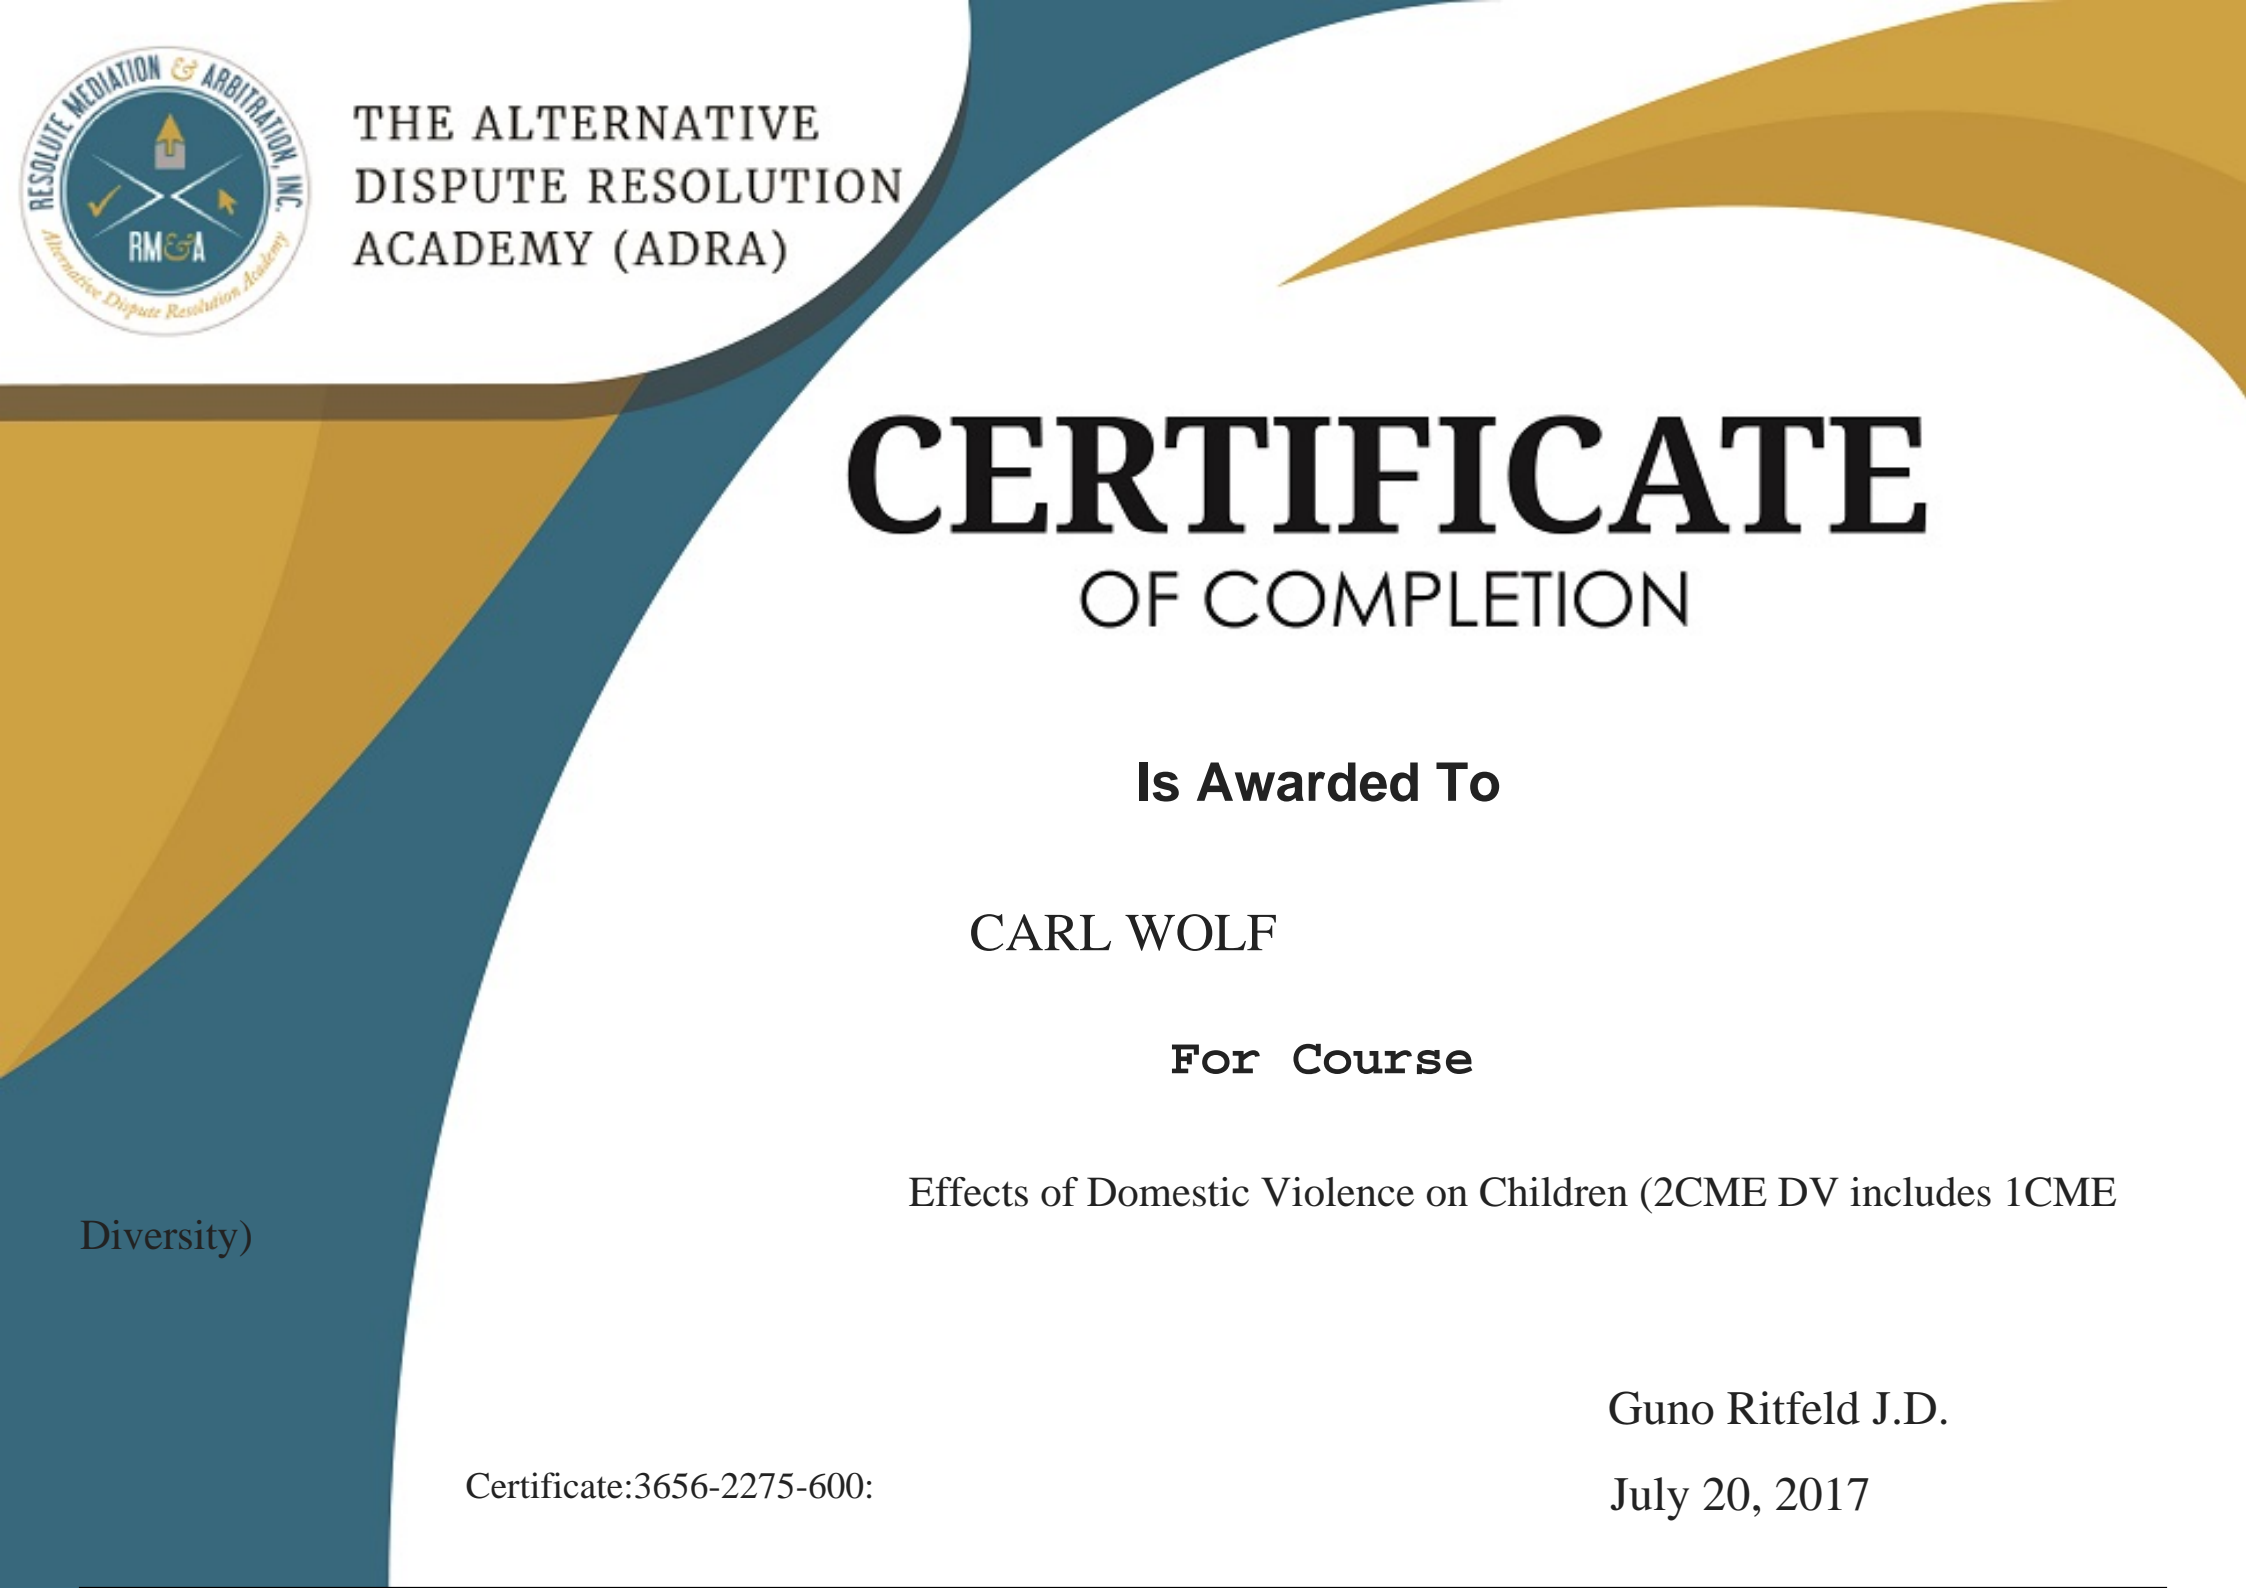 RESOLUTE MEDIATION & ARBITRATION, INC.
RM&A
Alternative Dispute Resolution Academy
THE ALTERNATIVE
DISPUTE RESOLUTION
ACADEMY (ADRA)
CERTIFICATE
OF COMPLETION
Is Awarded To
CARL WOLF
For Course
Effects of Domestic Violence on Children (2CME DV includes 1CME
Diversity)
Guno Ritfeld J.D.
Certificate:3656-2275-600:
July 20, 2017